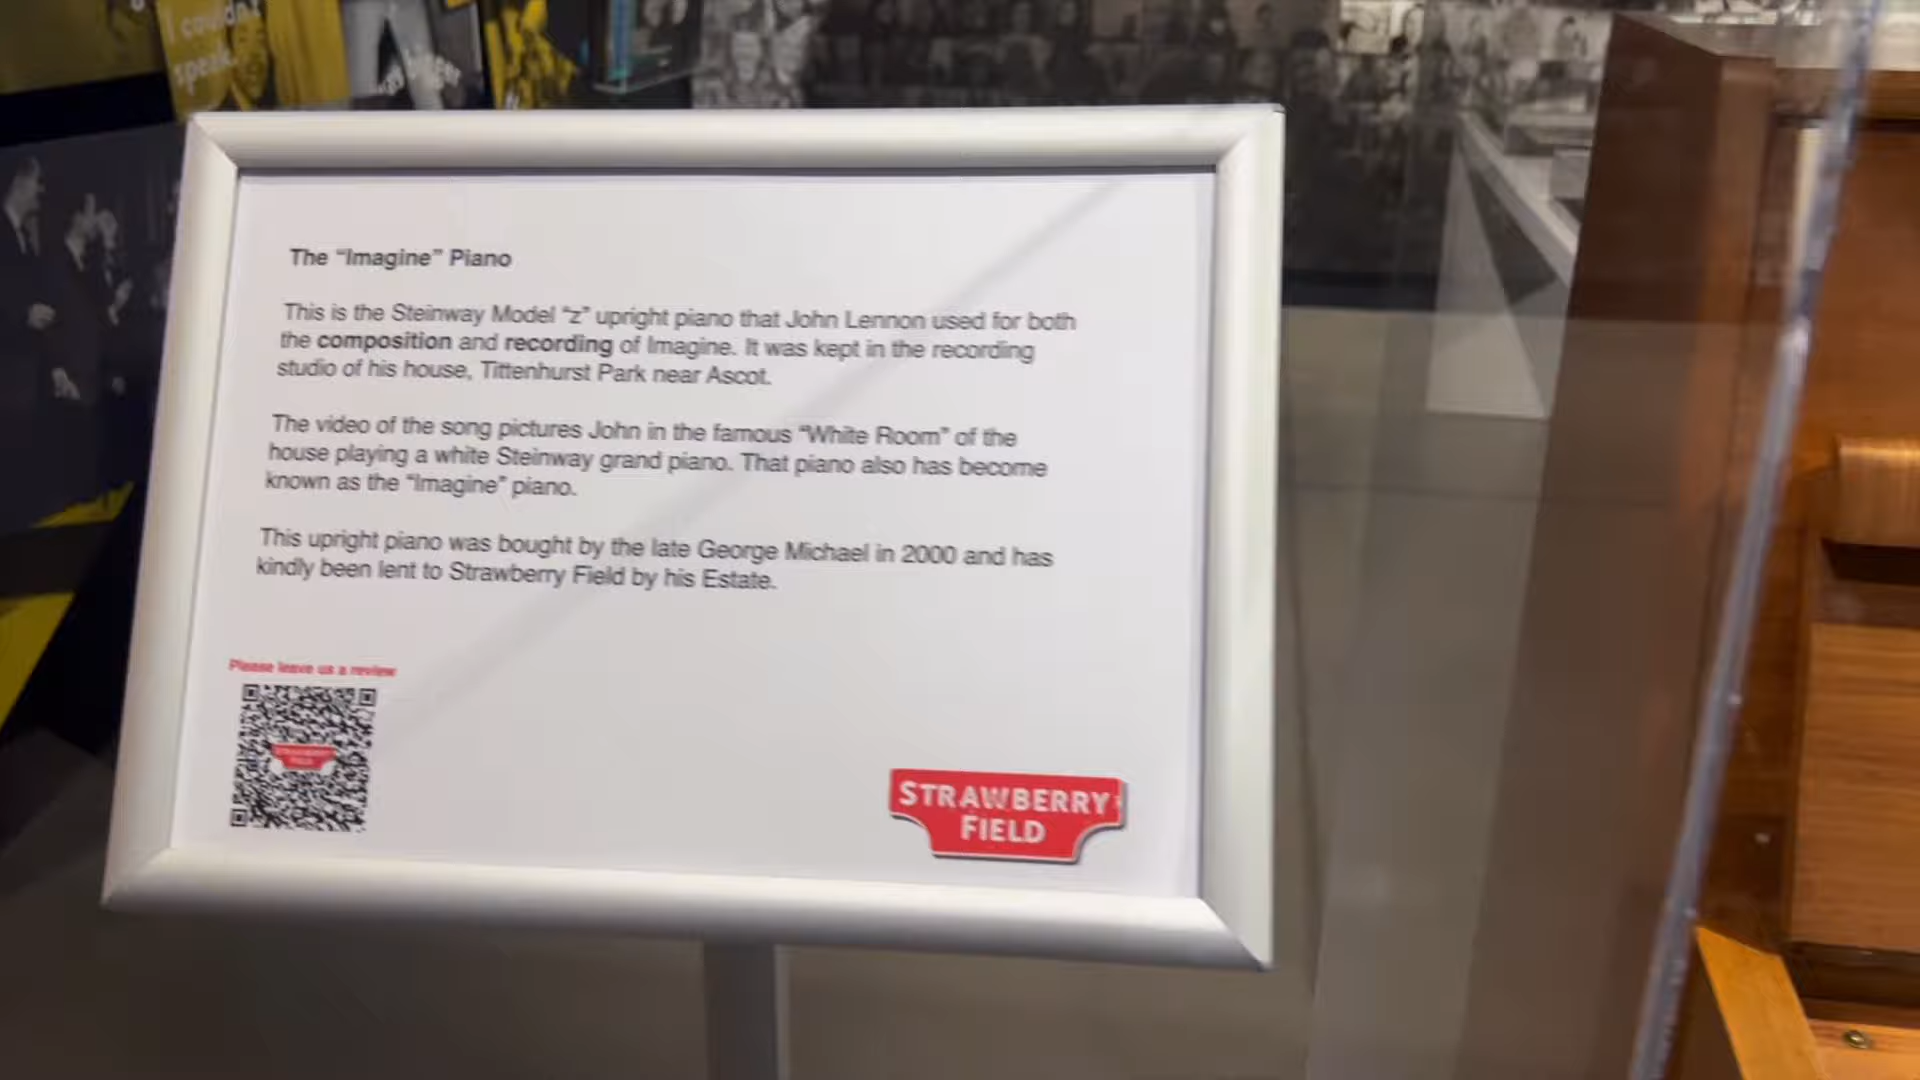 I couldn't
speak.
The “Imagine” Piano
This is the Steinway Model “z” upright piano that John Lennon used for both
the composition and recording of Imagine. It was kept in the recording
studio of his house, Tittenhurst Park near Ascot.
The video of the song pictures John in the famous “White Room” of the
house playing a white Steinway grand piano. That piano also has become
known as the “Imagine” piano.
This upright piano was bought by the late George Michael in 2000 and has
kindly been lent to Strawberry Field by his Estate.
Please leave us a review
STRAWBERRY
FIELD
STRAWBERRY
FIELD